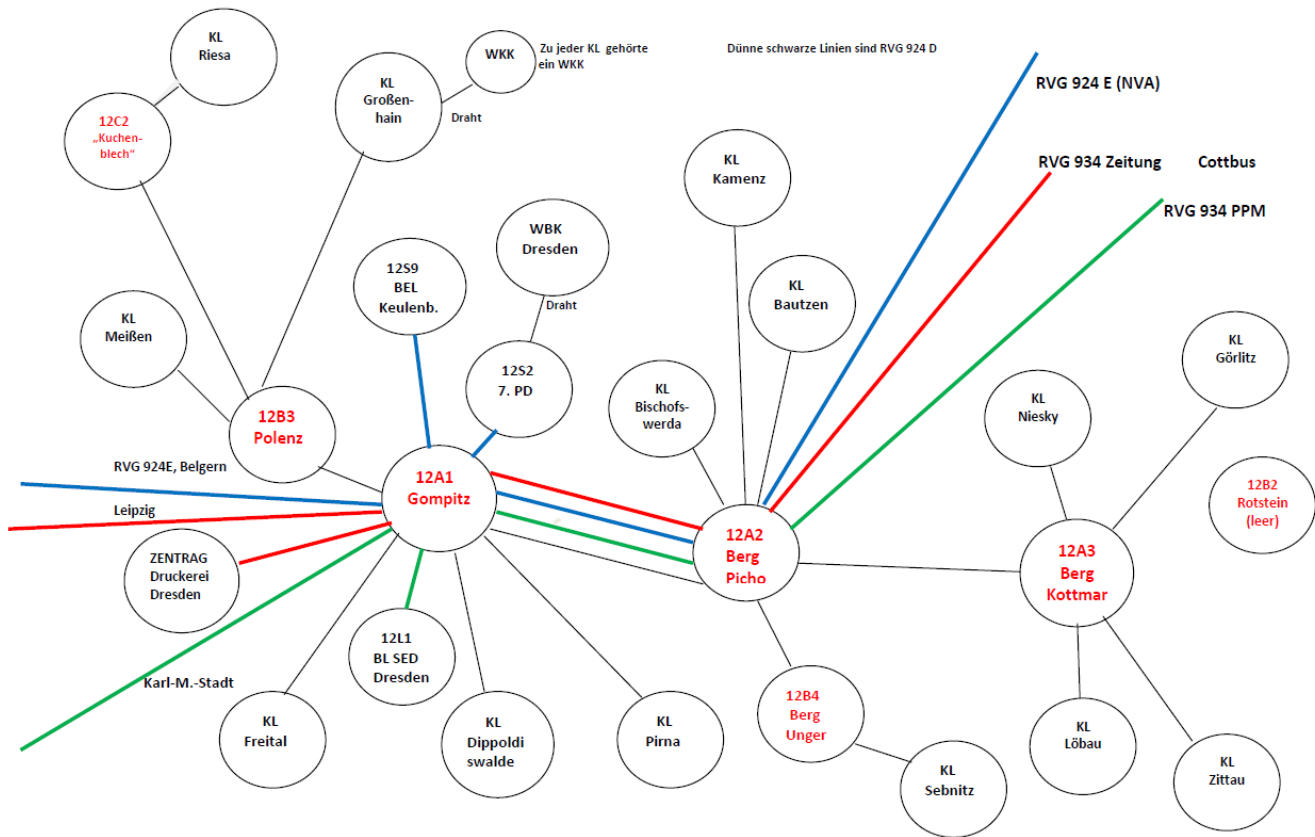 KL
Riesa
KL
Großen-
hain
WKK
Zu jeder KL gehörte
ein WKK
Draht
Dünne schwarze Linien sind RVG 924 D
RVG 924 E (NVA)
RVG 934 Zeitung
Cottbus
RVG 934 PPM
12C2
„Kuchen-
blech“
KL
Kamenz
WBK
Dresden
Draht
12S9
BEL
Keulenb.
KL
Bautzen
KL
Meißen
12S2
7. PD
KL
Bischofs-
werda
KL
Görlitz
KL
Niesky
12B3
Polenz
RVG 924E, Belgern
12A1
Gompitz
12B2
Rotstein
(leer)
Leipzig
12A2
Berg
Picho
12A3
Berg
Kottmar
ZENTRAG
Druckerei
Dresden
12L1
BL SED
Dresden
Karl-M.-Stadt
KL
Freital
KL
Dippoldi
swalde
KL
Pirna
12B4
Berg
Unger
KL
Sebnitz
KL
Löbau
KL
Zittau